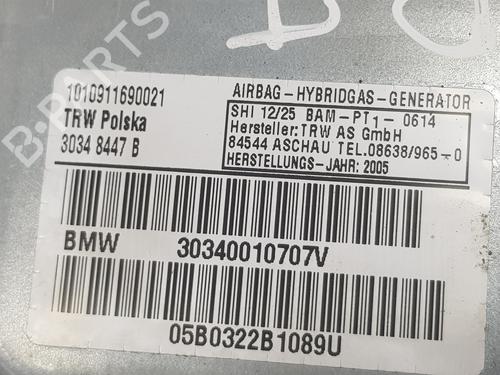 B-PARTS
1010911690021
TRW Polska
3034 8447 B
AIRBAG-HYBRIDGAS-GENERATOR
SHI 12/25 BAM-PT1-0614
Hersteller: TRW AS GmbH
84544 ASCHAU TEL.08638/965-0
HERSTELLUNGS-JAHR: 2005
BMW 30340010707V
05B0322B1089U